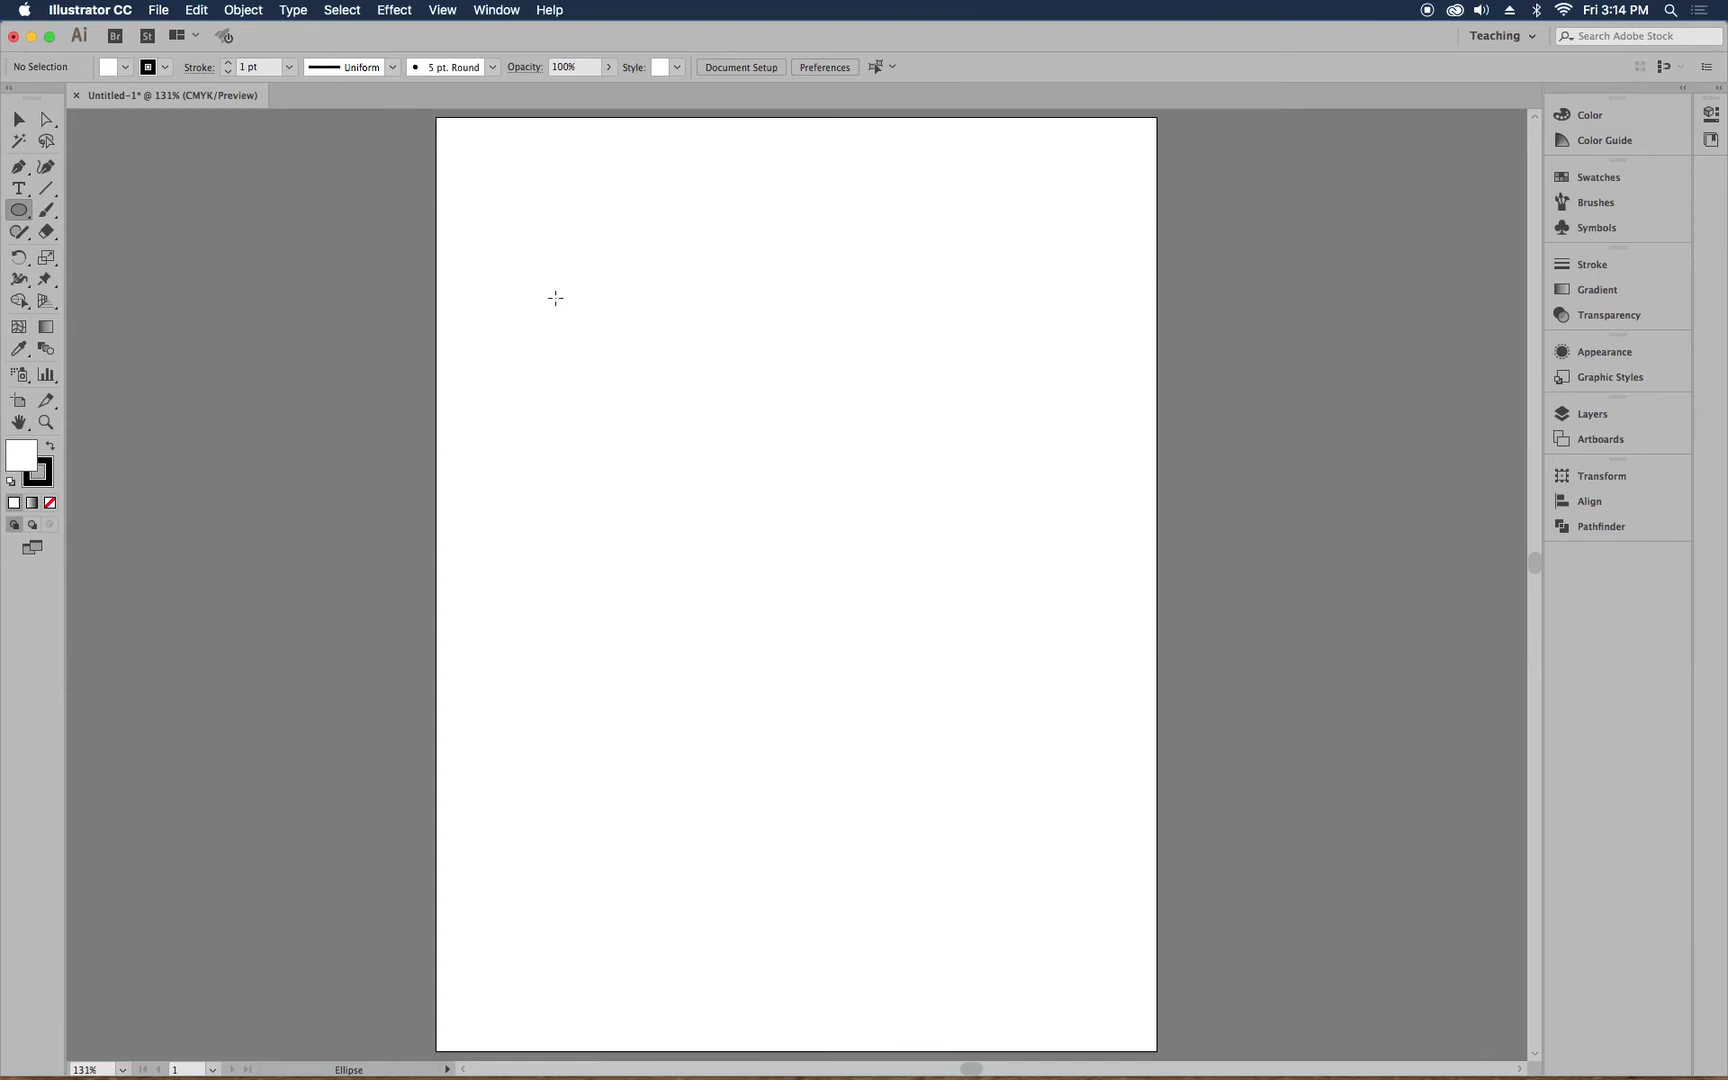 Illustrator CC File Edit Object Type Select Effect View Window Help Fri 3:14 PM
Ai Br St Teaching Search Adobe Stock
No Selection Stroke: 1 pt Uniform 5 pt. Round Opacity: 100% Style: Document Setup Preferences
Untitled-1* @ 131% (CMYK/Preview)
Color
Color Guide
Swatches
Brushes
Symbols
Stroke
Gradient
Transparency
Appearance
Graphic Styles
Layers
Artboards
Transform
Align
Pathfinder
131% 1 Ellipse